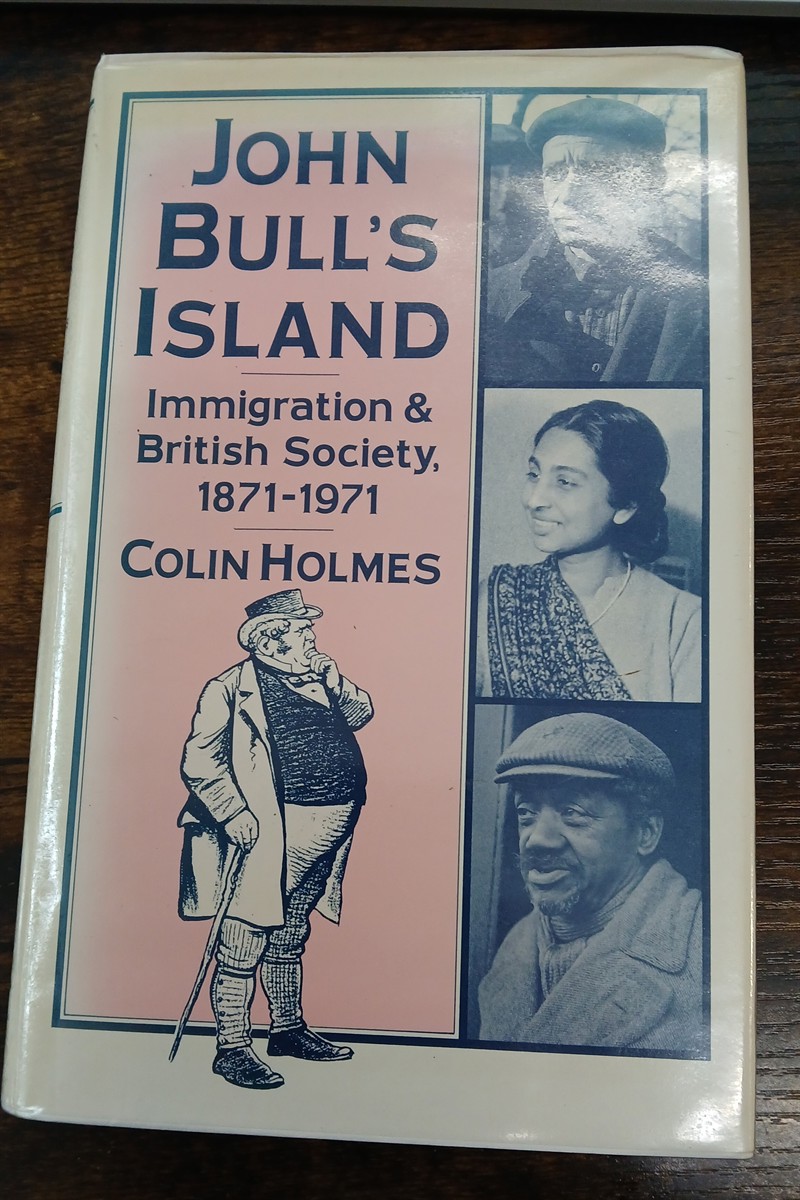 JOHN
BULL'S
ISLAND
Immigration &
British Society,
1871-1971
COLIN HOLMES